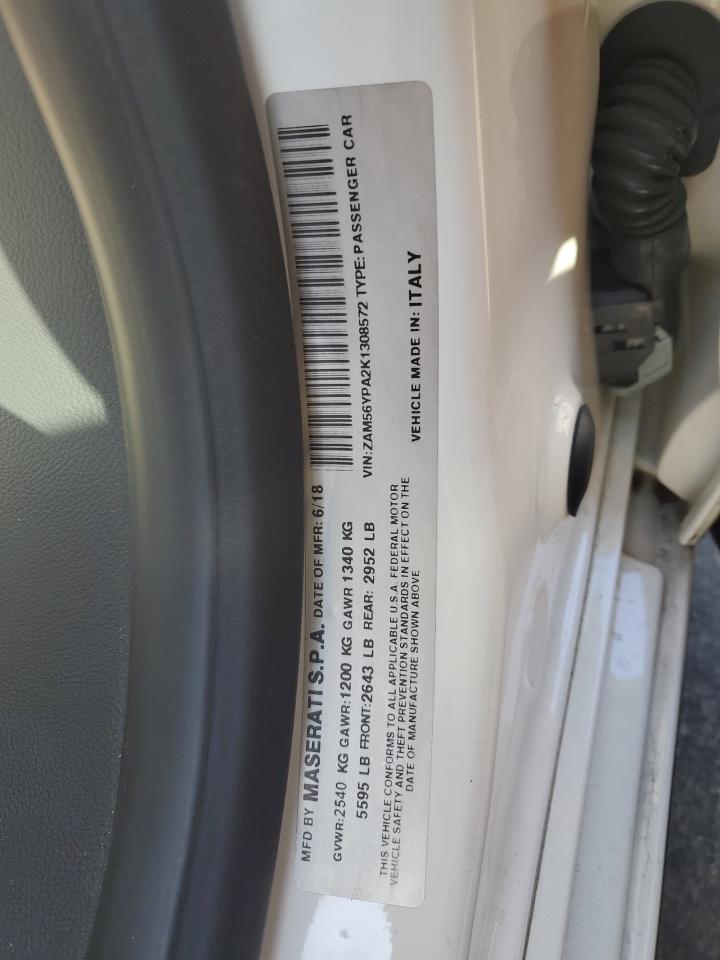 MFD BY MASERATI S.P.A. DATE OF MFR: 6/18
GVWR:2540 KG GAWR:1200 KG GAWR 1340 KG
5595 LB FRONT:2643 LB REAR: 2952 LB
VIN:ZAM56YPA2K1308572 TYPE:PASSENGER CAR
THIS VEHICLE CONFORMS TO ALL APPLICABLE U.S.A. FEDERAL MOTOR
VEHICLE SAFETY AND THEFT PREVENTION STANDARDS IN EFFECT ON THE
DATE OF MANUFACTURE SHOWN ABOVE
VEHICLE MADE IN: ITALY